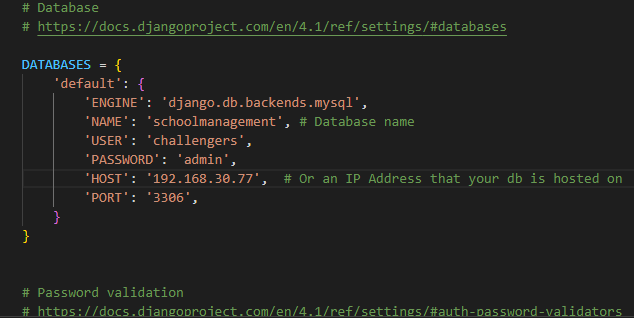 # Database
# https://docs.djangoproject.com/en/4.1/ref/settings/#databases
DATABASES = {
'default': {
'ENGINE': 'django.db.backends.mysql',
'NAME': 'schoolmanagement', # Database name
'USER': 'challengers',
'PASSWORD': 'admin',
'HOST': '192.168.30.77',  # Or an IP Address that your db is hosted on
'PORT': '3306',
}
}
# Password validation
# https://docs.djangoproject.com/en/4.1/ref/settings/#auth-password-validators